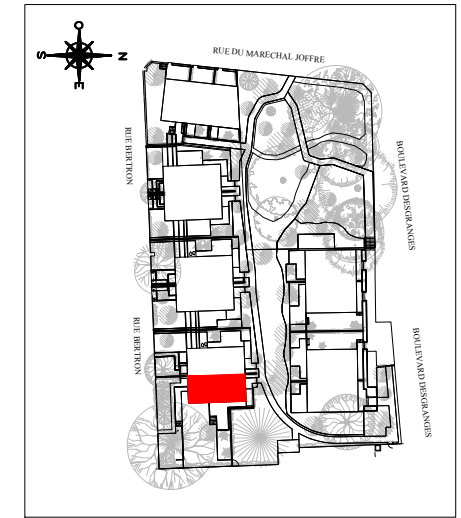 O
S
N
E
RUE DU MARECHAL JOFFRE
RUE BERTRON
BOULEVARD DESGRANGES
RUE BERTRON
BOULEVARD DESGRANGES